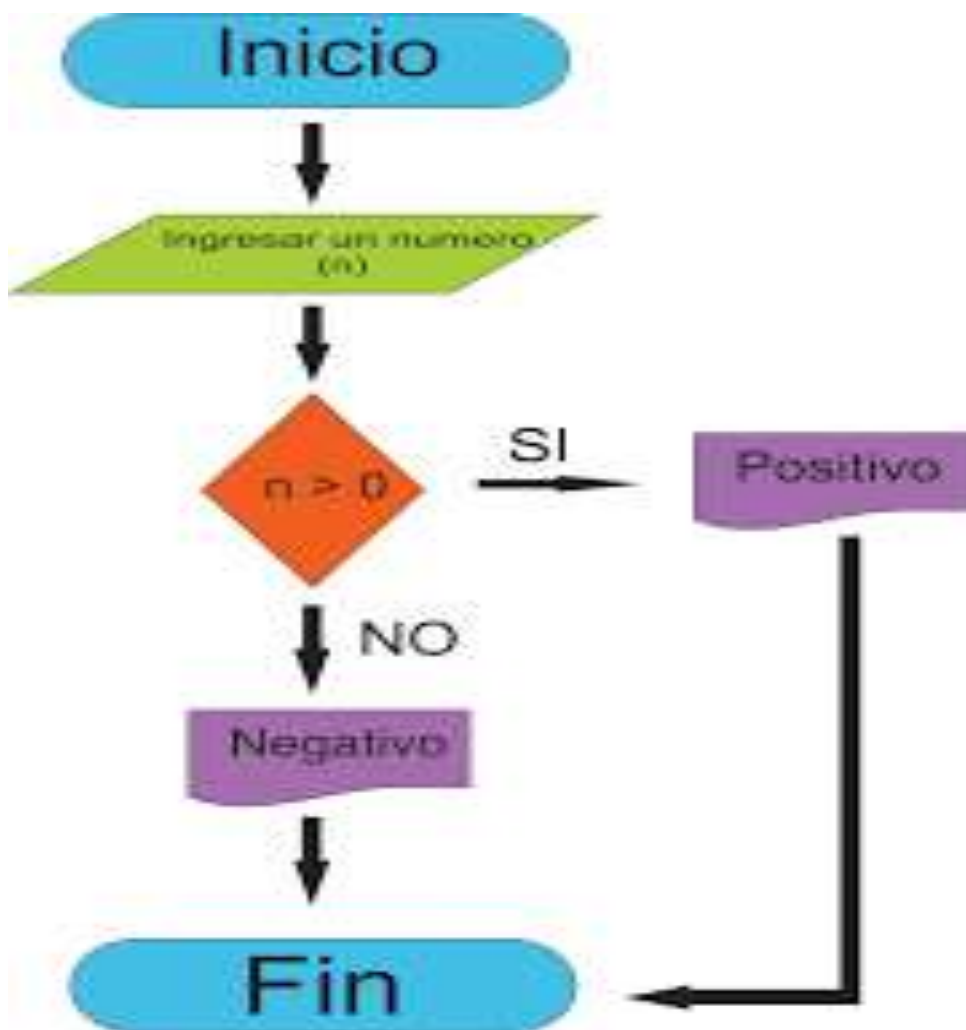 Inicio
Ingresar un numero
(n)
n > 0
SI
Positivo
NO
Negativo
Fin